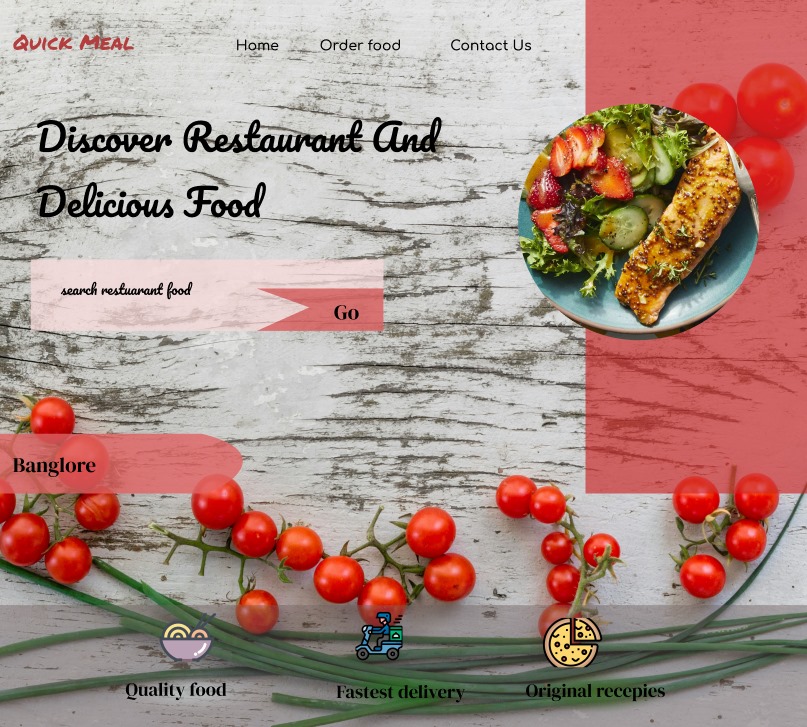 Quick Meal
Home Order food Contact Us
Discover Restaurant And
Delicious Food
search restuarant food
Go
Banglore
Quality food Fastest delivery Original recepies